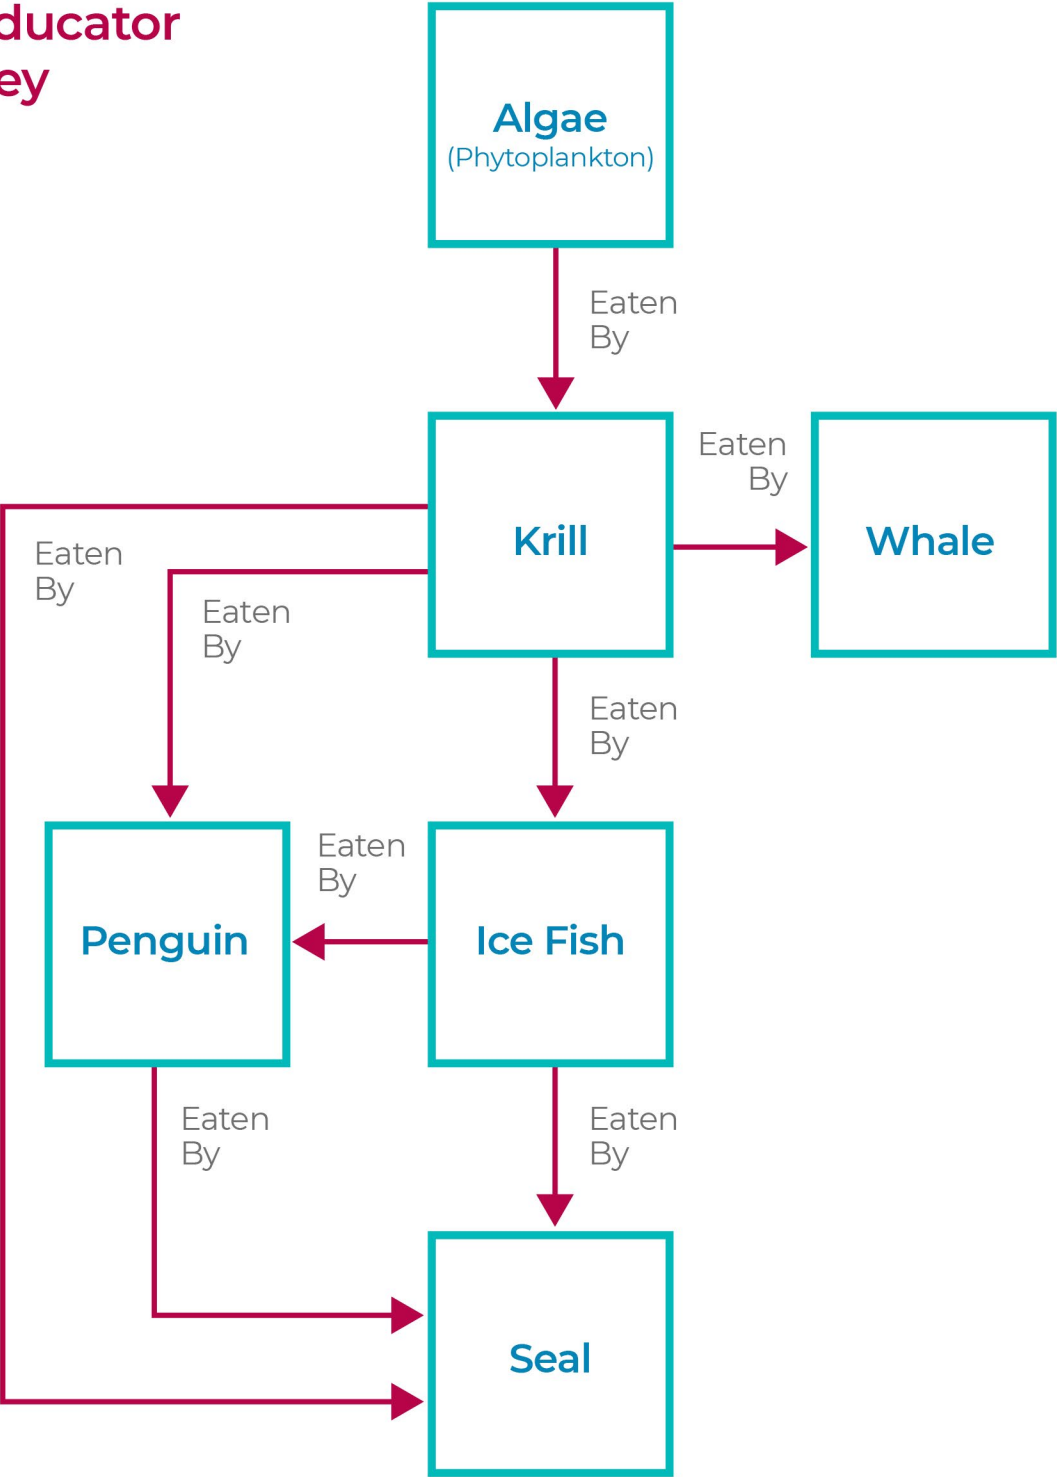 ducator
ey
Algae
(Phytoplankton)
Eaten
By
Krill
Eaten
By
Whale
Eaten
By
Eaten
By
Eaten
By
Penguin
Eaten
By
Ice Fish
Eaten
By
Eaten
By
Seal